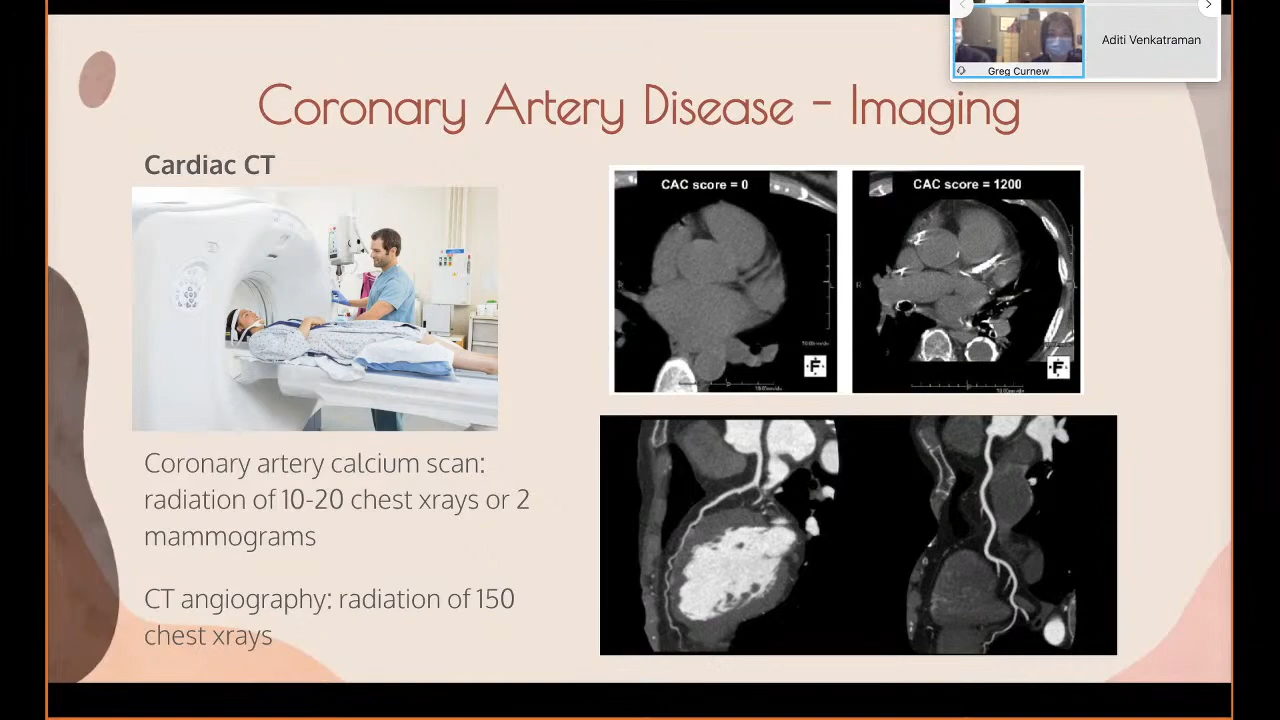 Aditi Venkatraman
Greg Curnew
Coronary Artery Disease - Imaging
Cardiac CT
CAC score = 0
CAC score = 1200
R
F
F
Coronary artery calcium scan:
radiation of 10-20 chest xrays or 2
mammograms
CT angiography: radiation of 150
chest xrays